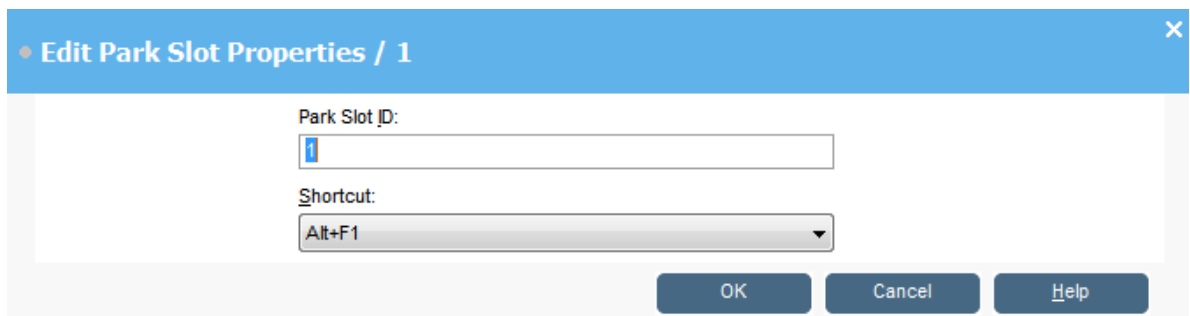 Edit Park Slot Properties / 1
Park Slot ID:
1
Shortcut:
Alt+F1
OK Cancel Help